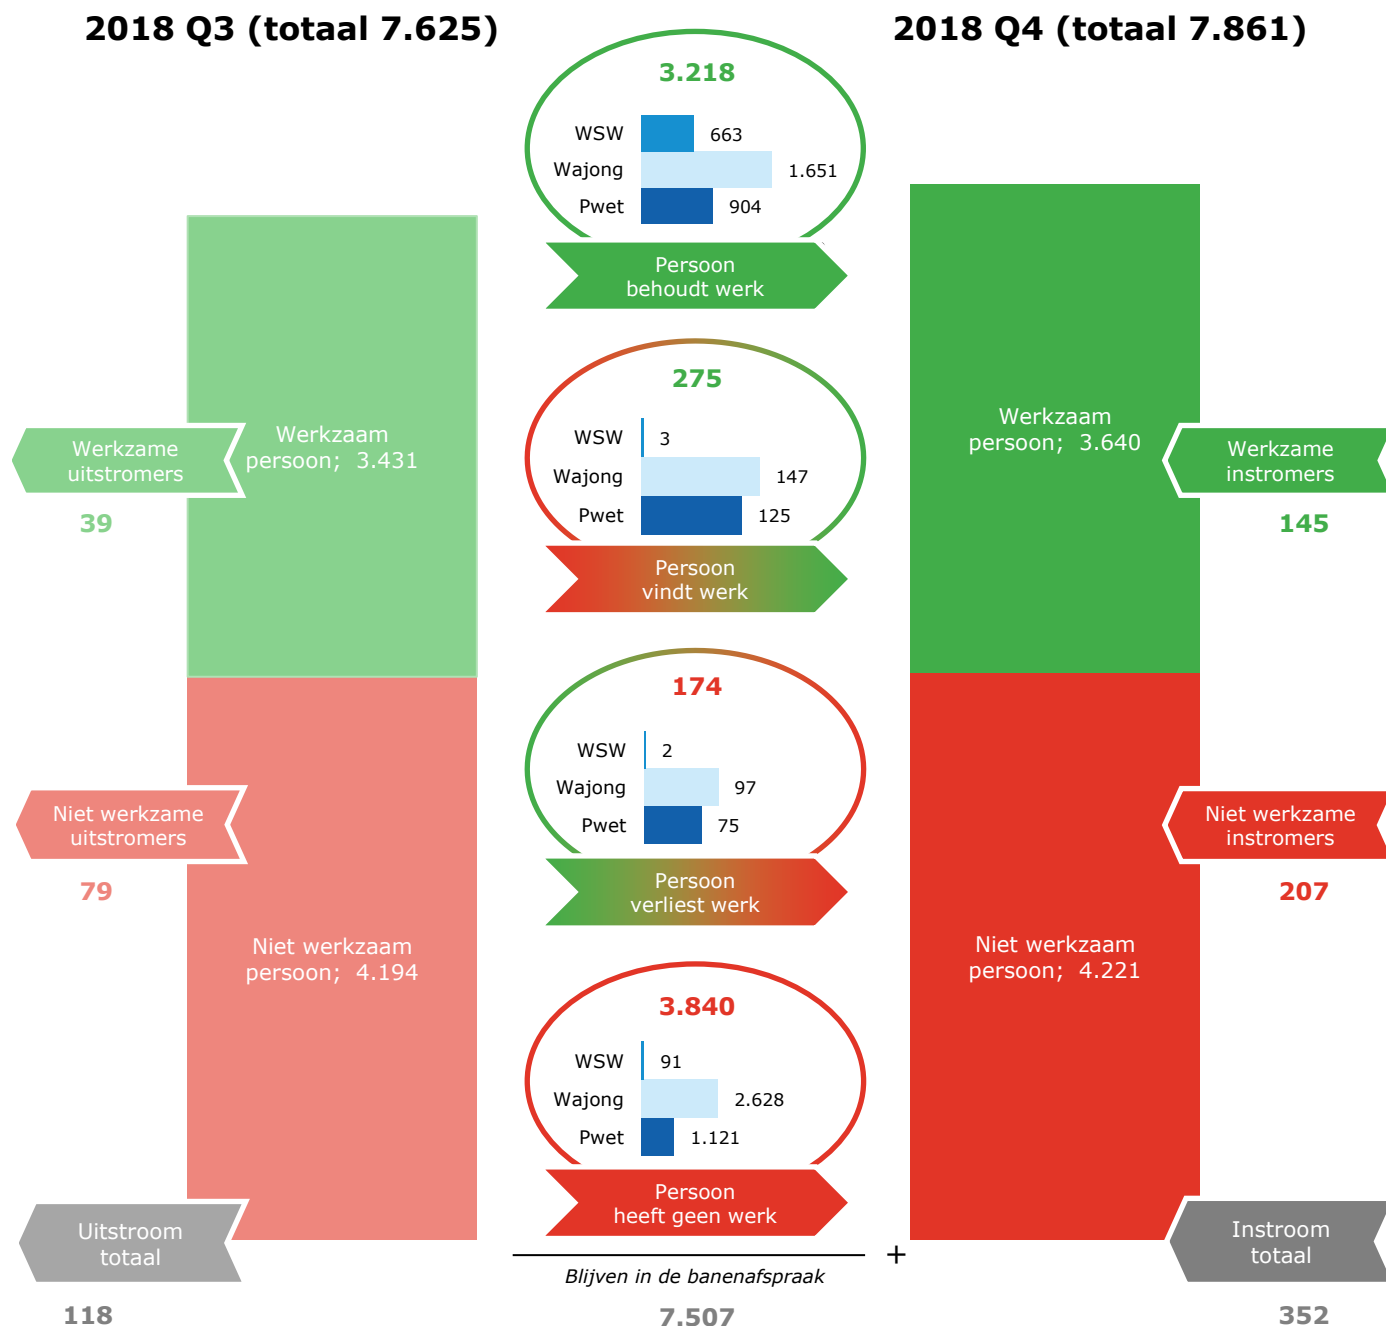 2018 Q3 (totaal 7.625)
2018 Q4 (totaal 7.861)
3.218
WSW 663
Wajong 1.651
Pwet 904
Persoon
behoudt werk
275
WSW 3
Wajong 147
Pwet 125
Persoon
vindt werk
174
WSW 2
Wajong 97
Pwet 75
Persoon
verliest werk
3.840
WSW 91
Wajong 2.628
Pwet 1.121
Persoon
heeft geen werk
Werkzaam
persoon; 3.431
Werkzame
uitstromers
39
Niet werkzame
uitstromers
79
Niet werkzaam
persoon; 4.194
Uitstroom
totaal
118
Werkzaam
persoon; 3.640
Werkzame
instromers
145
Niet werkzame
instromers
207
Niet werkzaam
persoon; 4.221
Instroom
totaal
352
+
Blijven in de banenafspraak
7.507